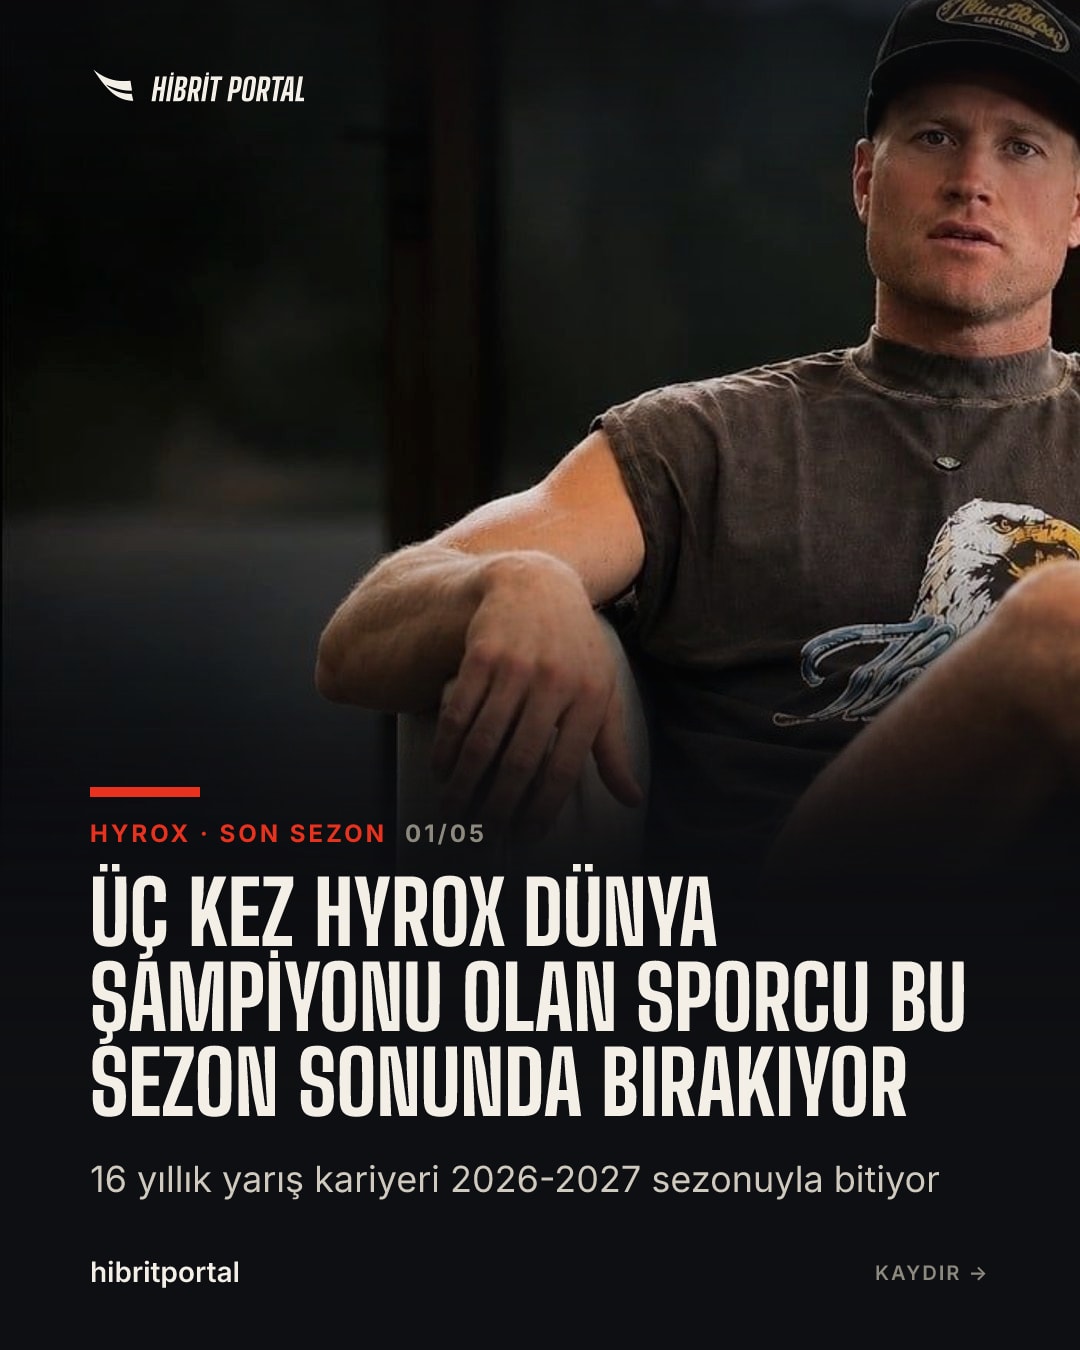 HİBRİT PORTAL
HYROX · SON SEZON 01/05
ÜÇ KEZ HYROX DÜNYA
ŞAMPİYONU OLAN SPORCU BU
SEZON SONUNDA BIRAKIYOR
16 yıllık yarış kariyeri 2026-2027 sezonuyla bitiyor
hibritportal
KAYDIR →